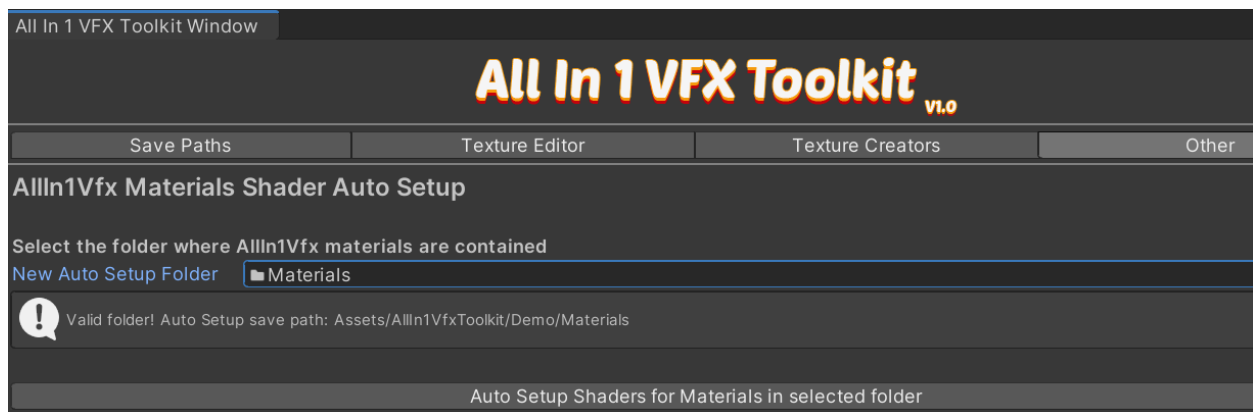 All In 1 VFX Toolkit Window
All In 1 VFX Toolkit V1.0
Save Paths Texture Editor Texture Creators Other
AllIn1Vfx Materials Shader Auto Setup
Select the folder where AllIn1Vfx materials are contained
New Auto Setup Folder Materials
Valid folder! Auto Setup save path: Assets/AllIn1VfxToolkit/Demo/Materials
Auto Setup Shaders for Materials in selected folder